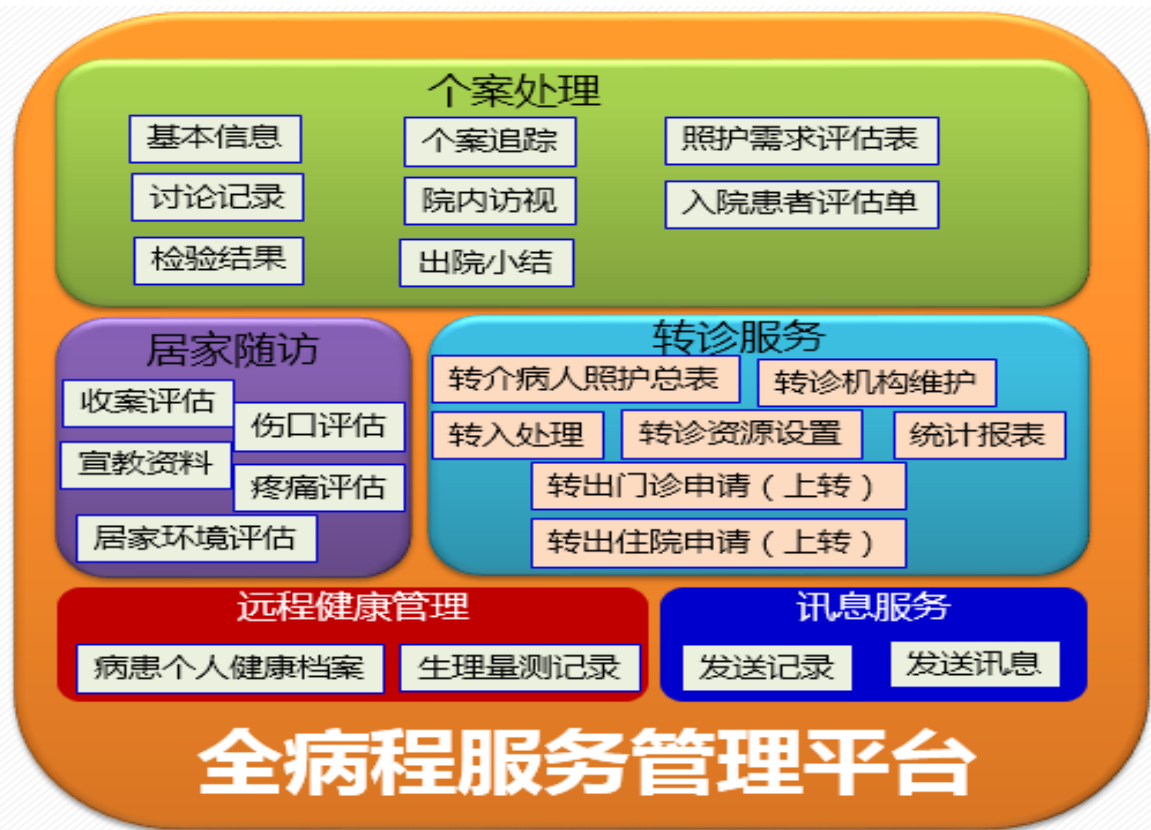 个案处理
基本信息 个案追踪 照护需求评估表
讨论记录 院内访视 入院患者评估单
检验结果 出院小结
居家随访
收案评估
伤口评估
宣教资料
疼痛评估
居家环境评估
转诊服务
转介病人照护总表 转诊机构维护
转入处理 转诊资源设置 统计报表
转出门诊申请（上转）
转出住院申请（上转）
远程健康管理
病患个人健康档案 生理量测记录
讯息服务
发送记录 发送讯息
全病程服务管理平台